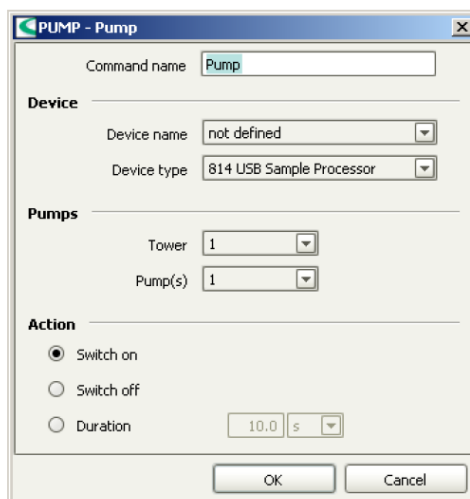 PUMP - Pump
Command name Pump
Device
Device name not defined
Device type 814 USB Sample Processor
Pumps
Tower 1
Pump(s) 1
Action
Switch on
Switch off
Duration 10.0 s
OK Cancel